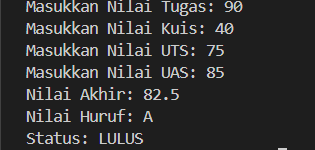 Masukkan Nilai Tugas: 90
Masukkan Nilai Kuis: 40
Masukkan Nilai UTS: 75
Masukkan Nilai UAS: 85
Nilai Akhir: 82.5
Nilai Huruf: A
Status: LULUS